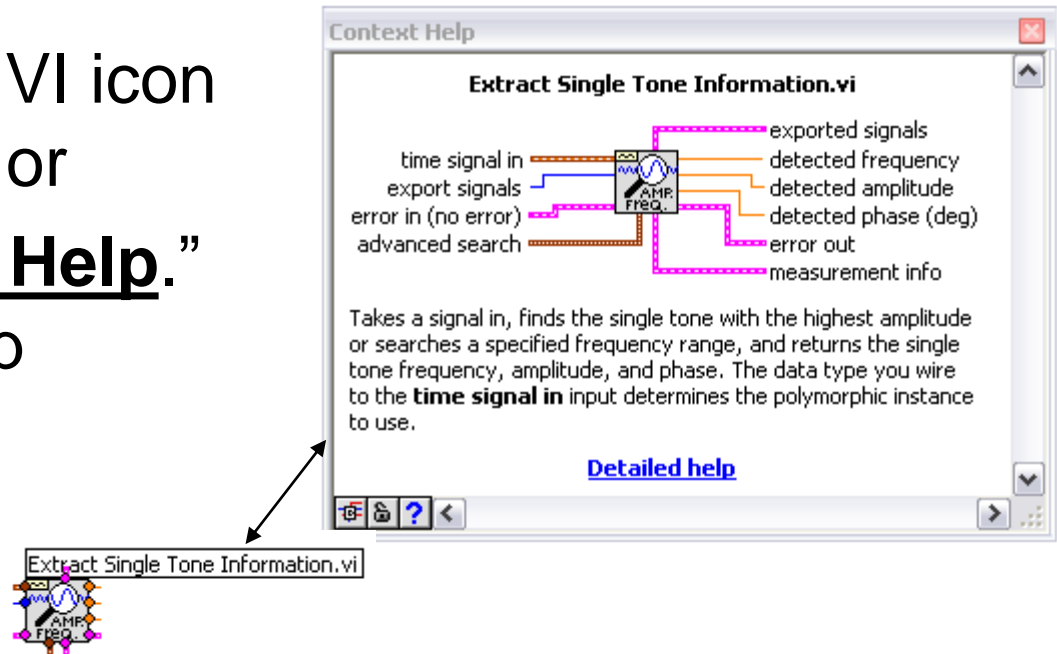 VI icon
or
Help.”
p
Context Help
Extract Single Tone Information.vi
exported signals
time signal in
detected frequency
export signals
detected amplitude
error in (no error)
detected phase (deg)
advanced search
error out
measurement info
AMP.
Freq.
Takes a signal in, finds the single tone with the highest amplitude
or searches a specified frequency range, and returns the single
tone frequency, amplitude, and phase. The data type you wire
to the time signal in input determines the polymorphic instance
to use.
Detailed help
?
Extract Single Tone Information.vi
AMP.
Freq.